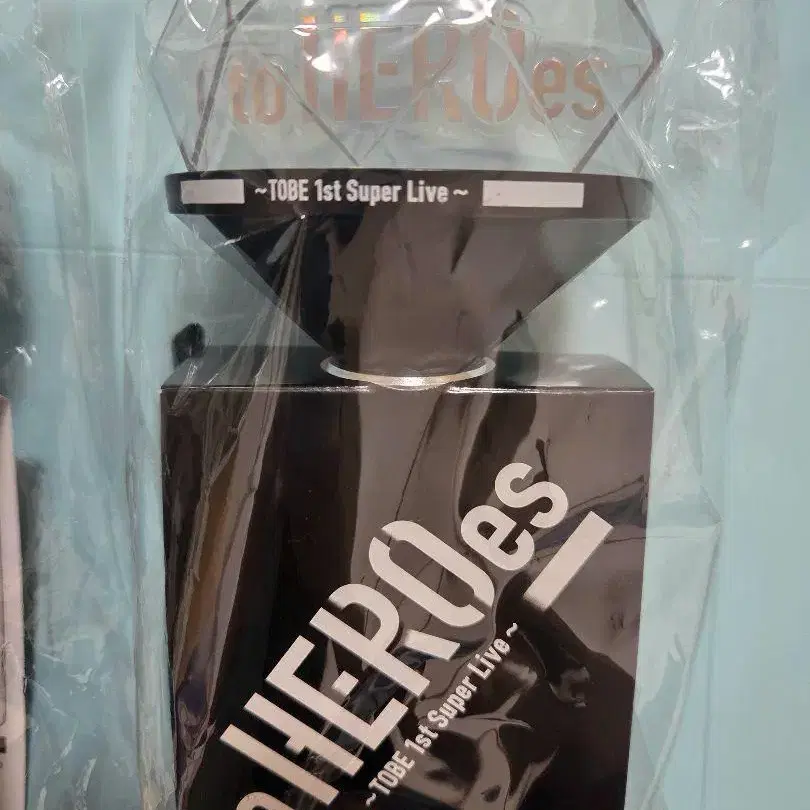 to HEROes
~TOBE 1st Super Live~
HEROes
~TOBE 1st Super Live~